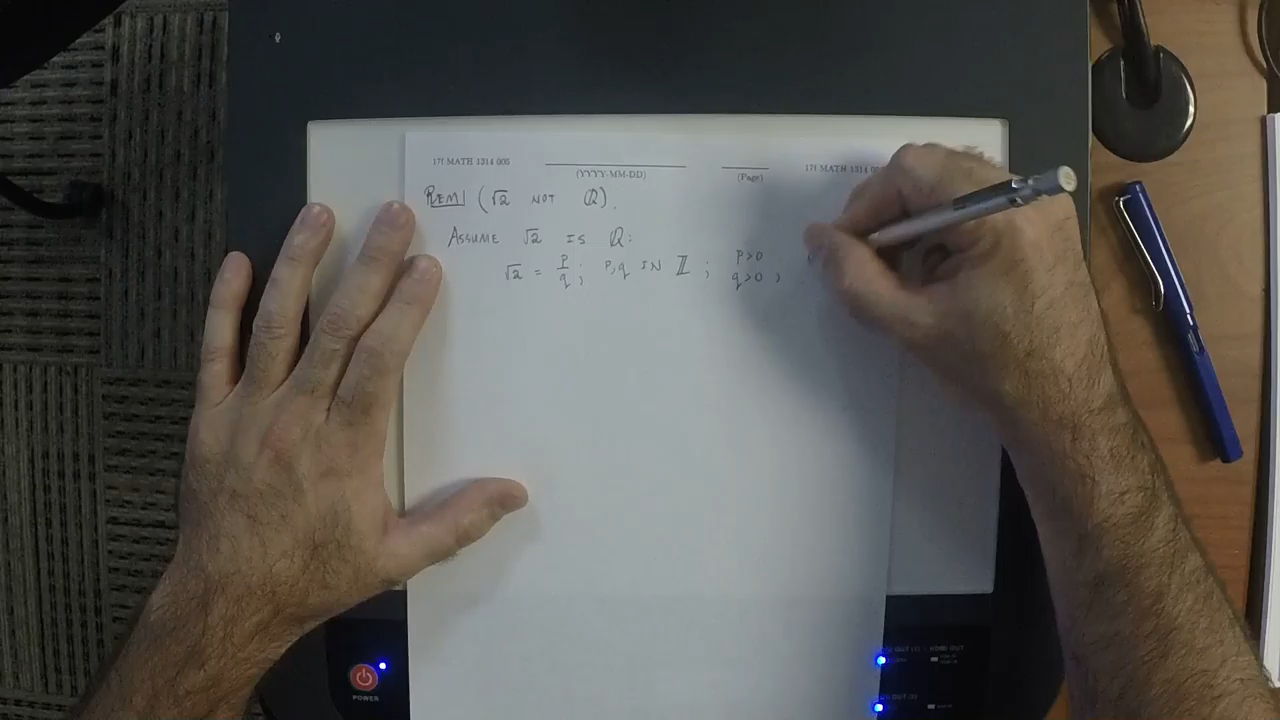 17f MATH 1314 005 (YYYY-MM-DD) (Page) 17f MATH 1314
REM (√2 NOT ℚ).
ASSUME √2 IS ℚ:
√2 = p/q ; p,q IN ℤ ; p>0 q>0 ;
POWER